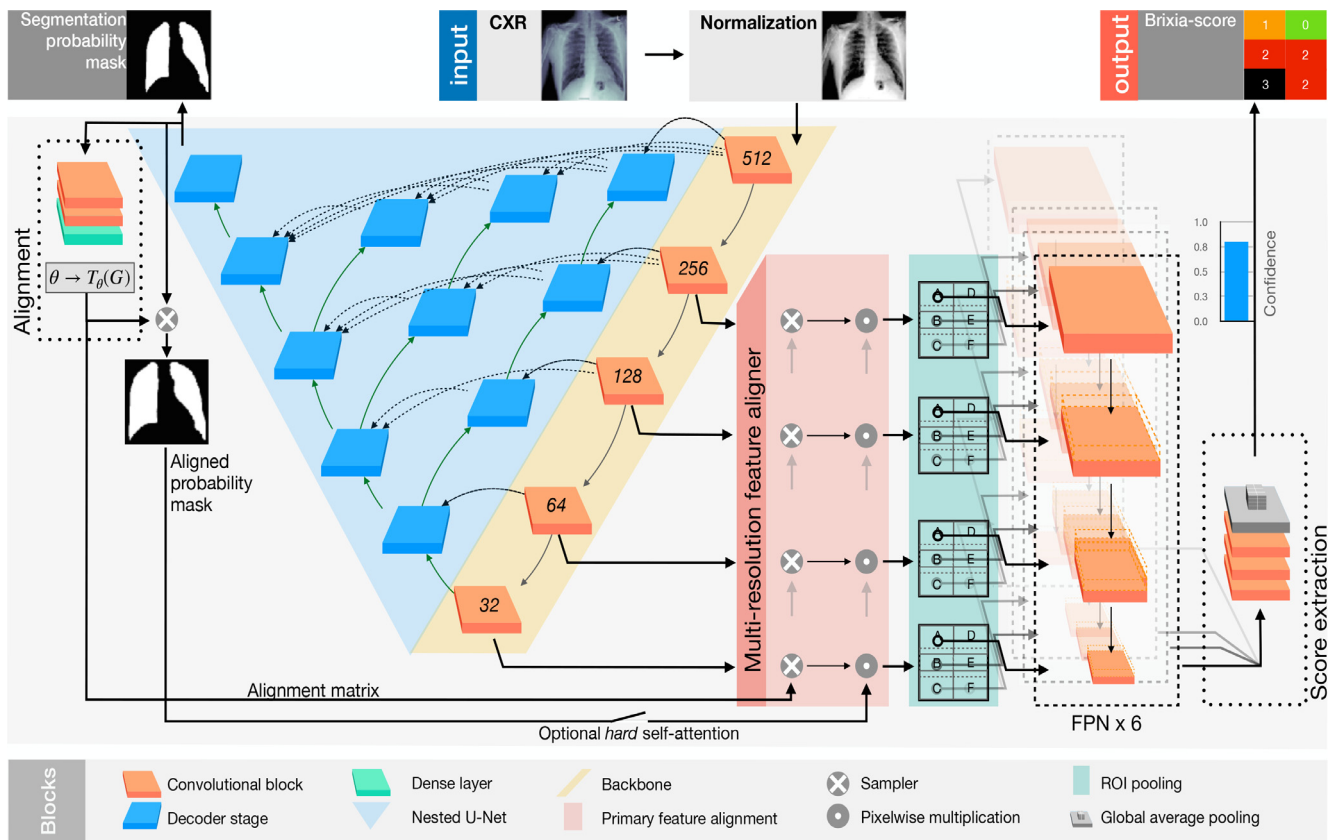 Segmentation
probability
mask
input
CXR
Normalization
output
Brixia-score
1 0
2 2
3 2
Alignment
θ → Tθ(G)
Aligned
probability
mask
512
256
128
64
32
Multi-resolution feature aligner
A D
B E
C F
A D
B E
C F
A D
B E
C F
A D
B E
C F
FPN x 6
1.0
0.8
0.5
0.3
0.0
Confidence
Score extraction
Alignment matrix
Optional hard self-attention
Blocks
Convolutional block
Dense layer
Backbone
Sampler
ROI pooling
Decoder stage
Nested U-Net
Primary feature alignment
Pixelwise multiplication
Global average pooling